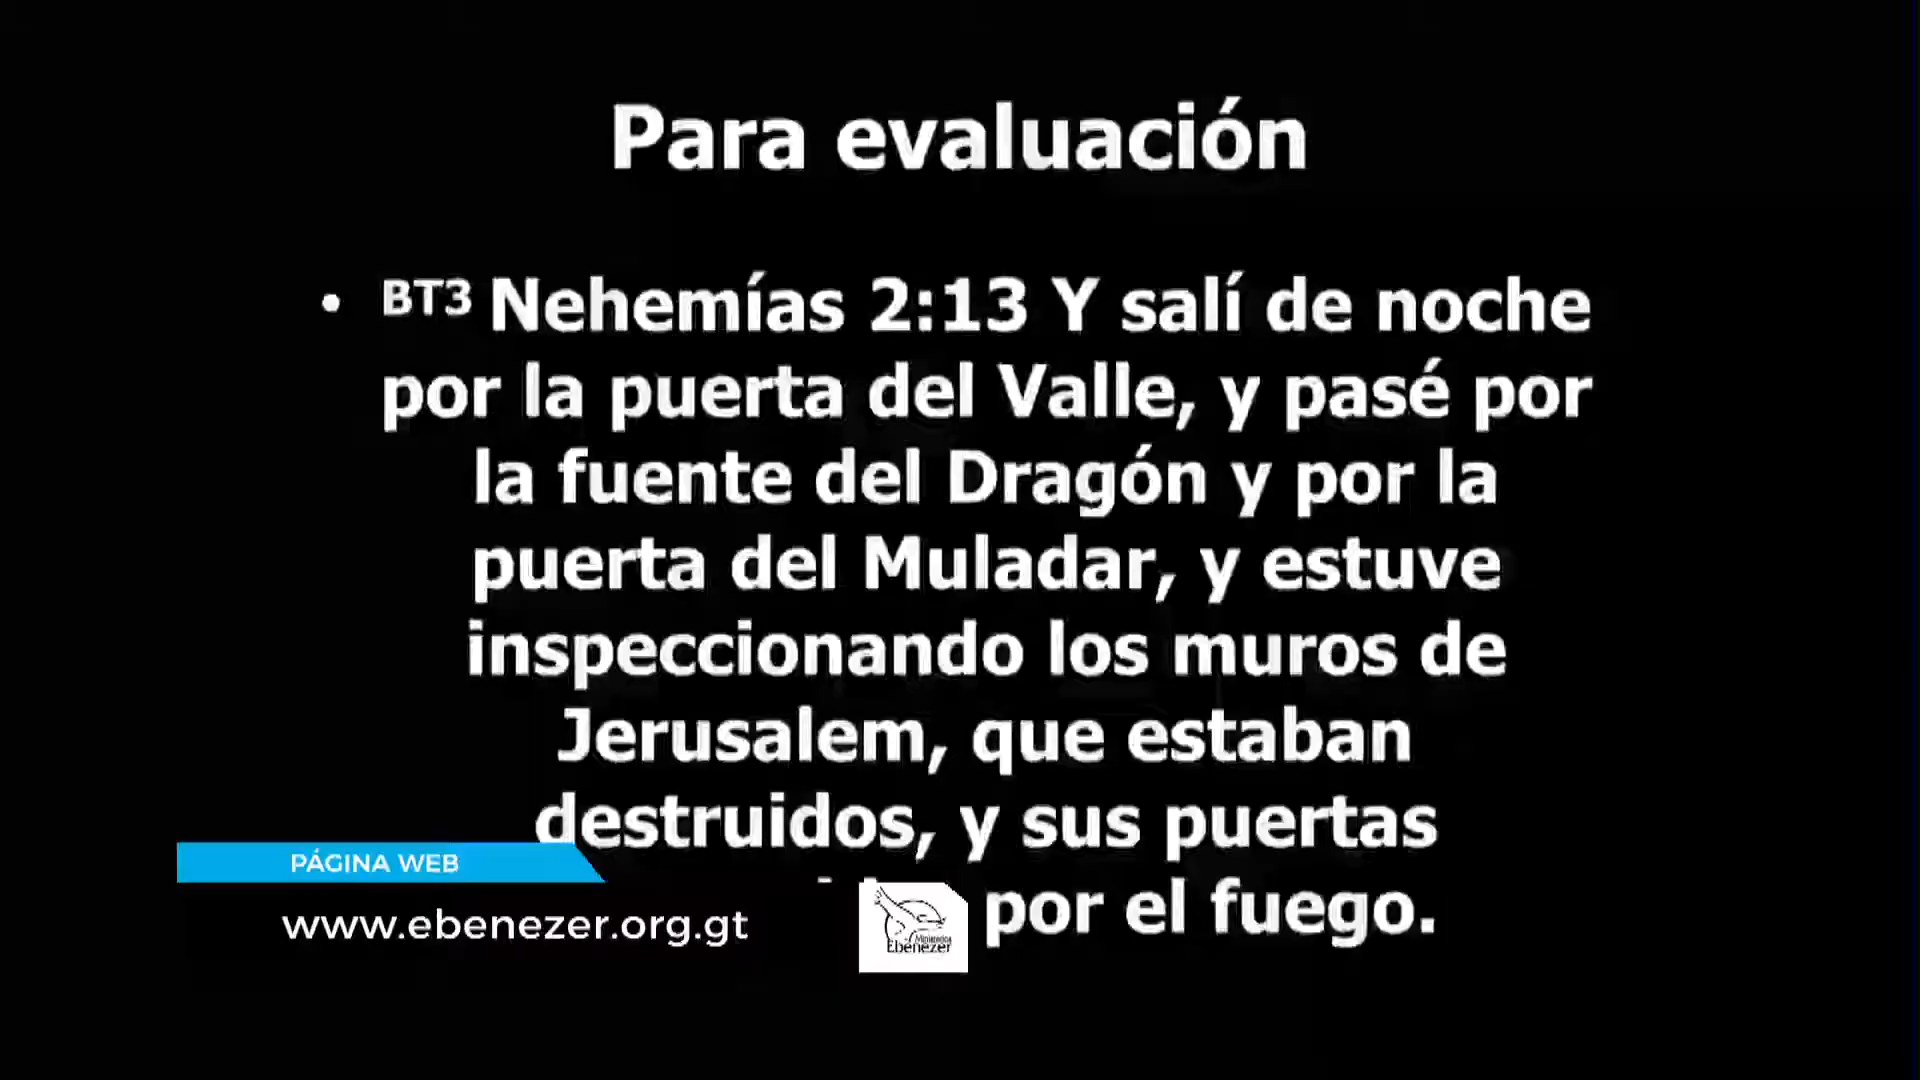 Para evaluación
• BT3 Nehemías 2:13 Y salí de noche
por la puerta del Valle, y pasé por
la fuente del Dragón y por la
puerta del Muladar, y estuve
inspeccionando los muros de
Jerusalem, que estaban
destruidos, y sus puertas
por el fuego.
PÁGINA WEB
www.ebenezer.org.gt
Ministerios
Ebenezer